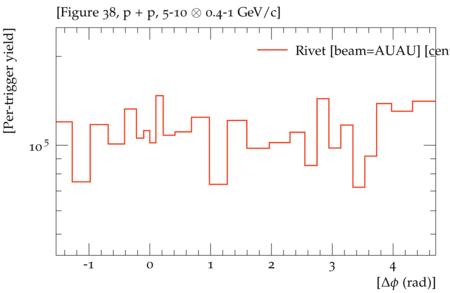 [Figure 38, p + p, 5-10 ⊗ 0.4-1 GeV/c]
[Per-trigger yield]
Rivet [beam=AUAU] [cen
10⁵
-1 0 1 2 3 4
[Δϕ (rad)]